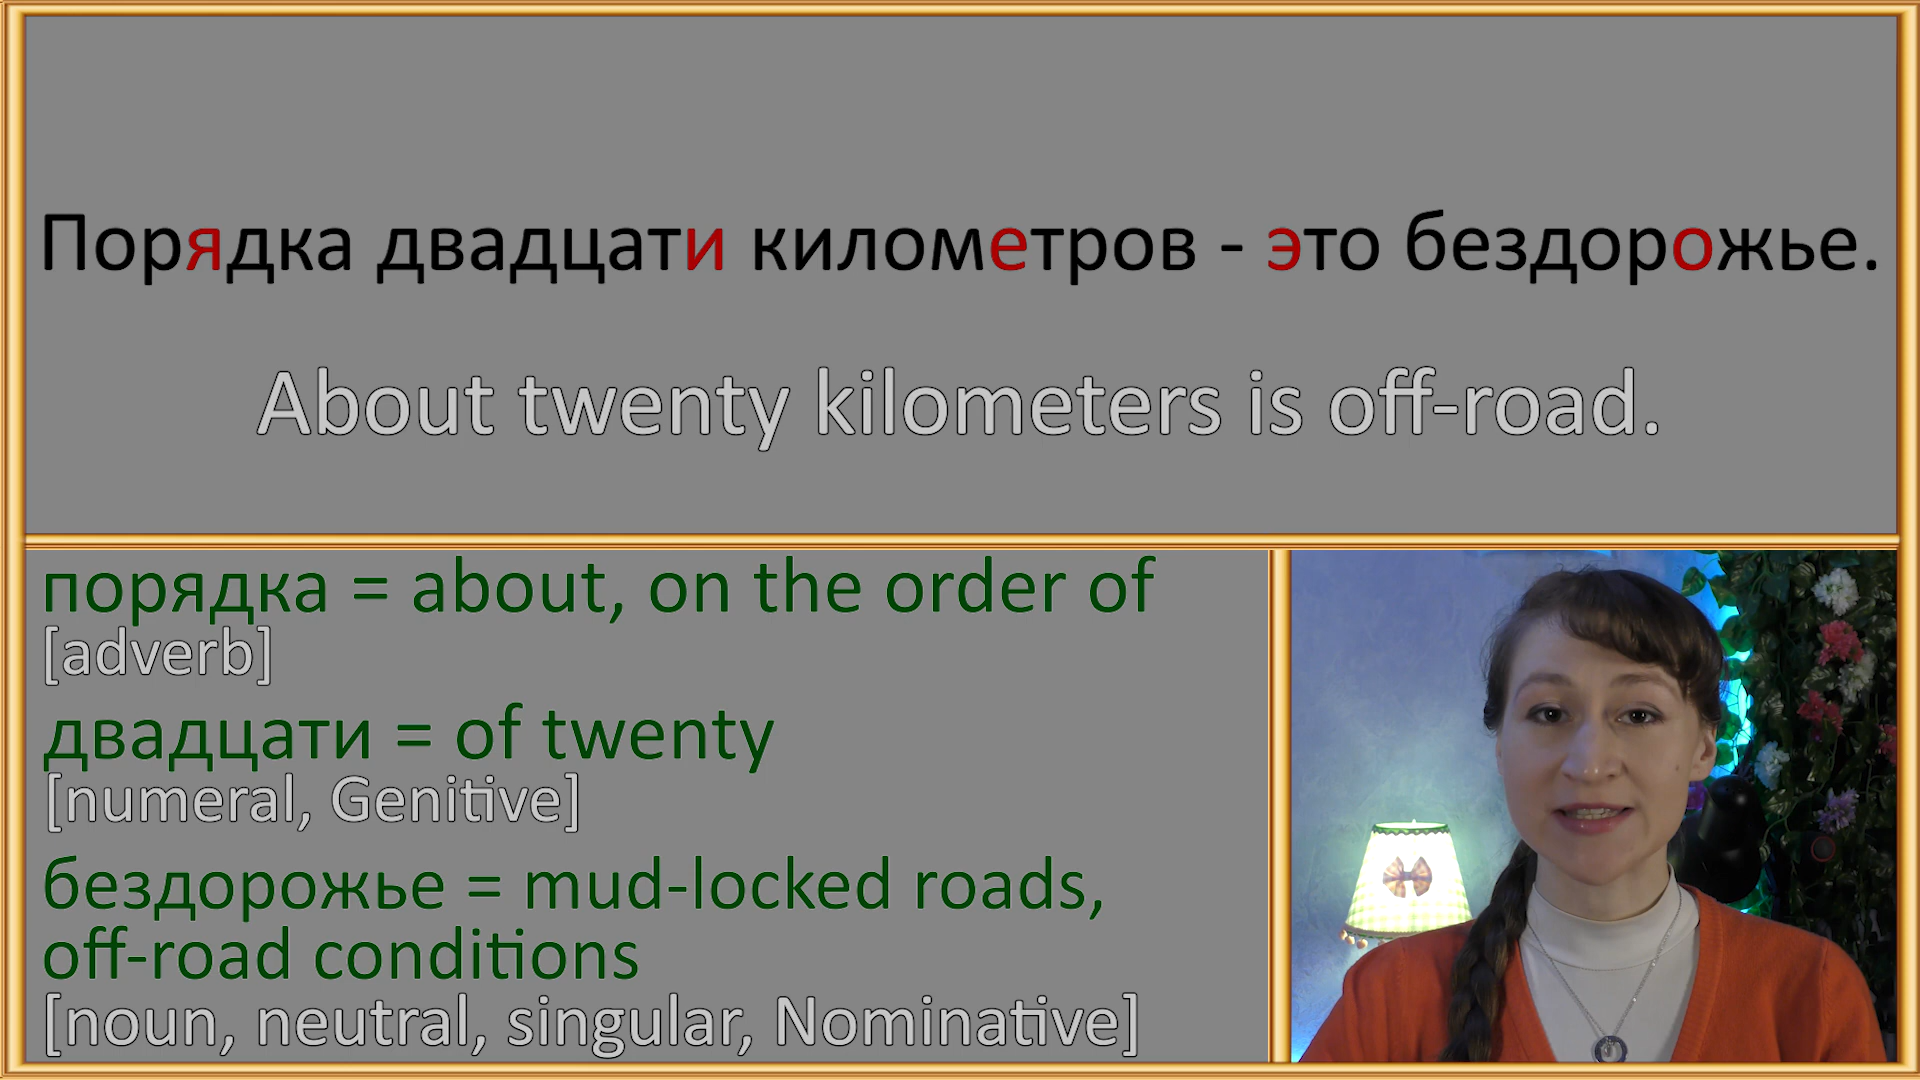 Порядка двадцати километров - это бездорожье.
About twenty kilometers is off-road.
порядка = about, on the order of
[adverb]
двадцати = of twenty
[numeral, Genitive]
бездорожье = mud-locked roads,
off-road conditions
[noun, neutral, singular, Nominative]